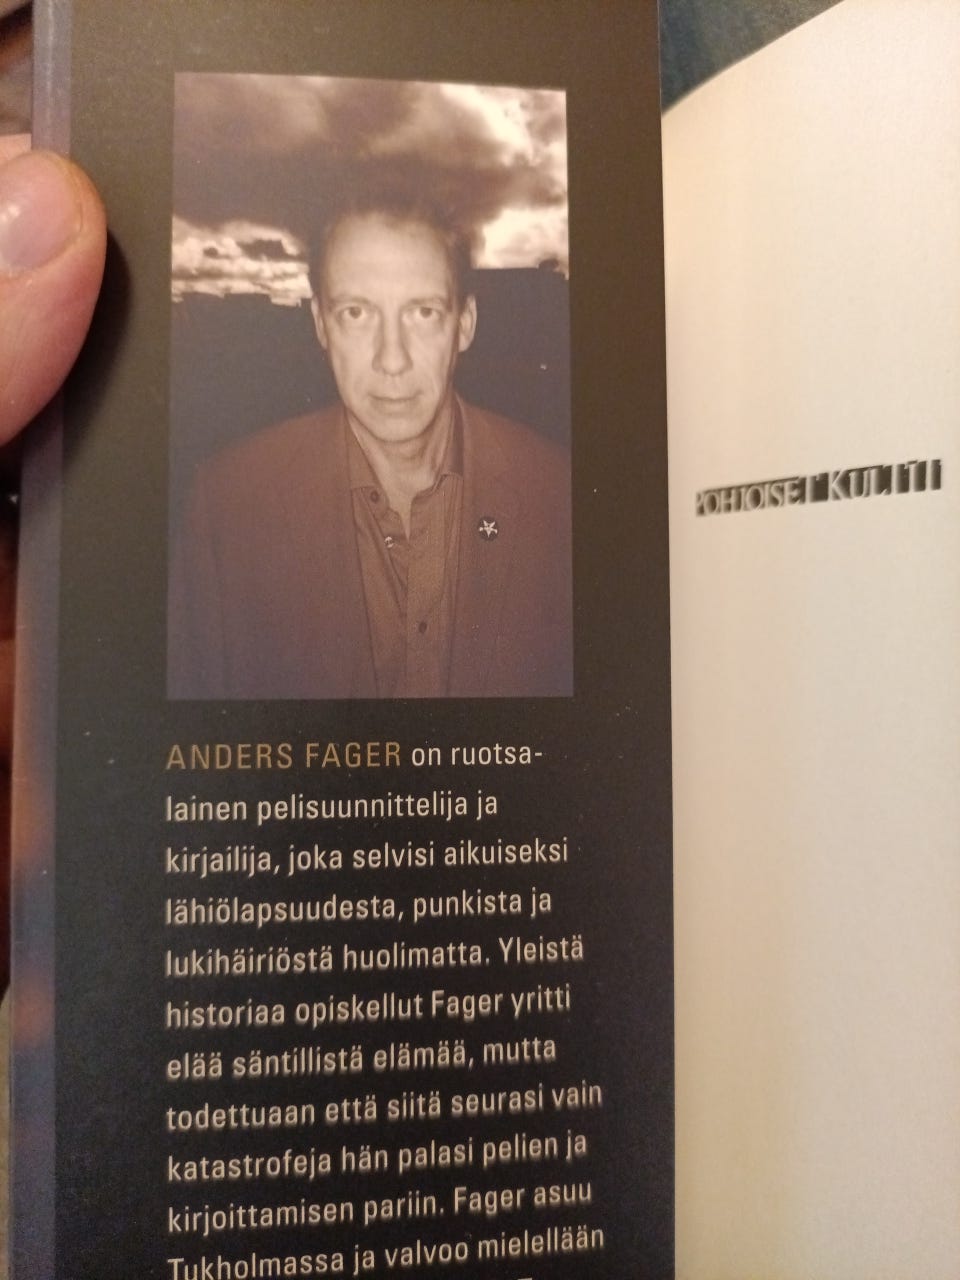 ANDERS FAGER on ruotsa-
lainen pelisuunnittelija ja
kirjailija, joka selvisi aikuiseksi
lähiölapsuudesta, punkista ja
lukihäiriöstä huolimatta. Yleistä
historiaa opiskellut Fager yritti
elää säntillistä elämää, mutta
todettuaan että siitä seurasi vain
katastrofeja hän palasi pelien ja
kirjoittamisen pariin. Fager asuu
Tukholmassa ja valvoo mielellään
POHJOISET KULTIT